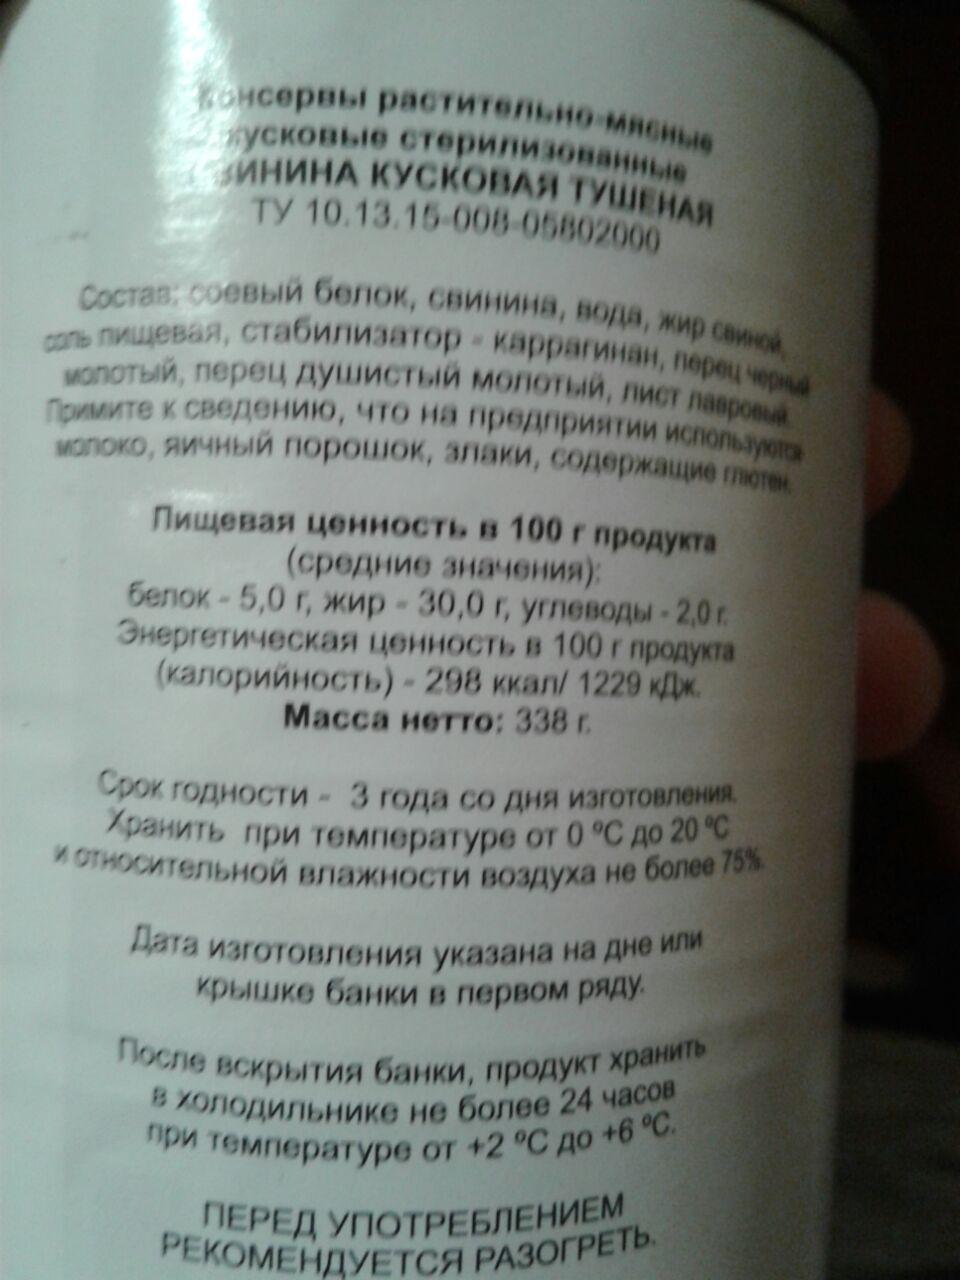 Консервы растительно-мясные
кусковые стерилизованные
СВИНИНА КУСКОВАЯ ТУШЕНАЯ
ТУ 10.13.15-008-05802000
Состав: соевый белок, свинина, вода, жир свиной,
соль пищевая, стабилизатор - каррагинан, перец черный
молотый, перец душистый молотый, лист лавровый.
Примите к сведению, что на предприятии используются
молоко, яичный порошок, злаки, содержащие глютен.
Пищевая ценность в 100 г продукта
(средние значения):
белок - 5,0 г, жир - 30,0 г, углеводы - 2,0 г.
Энергетическая ценность в 100 г продукта
(калорийность) - 298 ккал/ 1229 кДж.
Масса нетто: 338 г.
Срок годности - 3 года со дня изготовления.
Хранить при температуре от 0 °С до 20 °С
и относительной влажности воздуха не более 75%.
Дата изготовления указана на дне или
крышке банки в первом ряду.
После вскрытия банки, продукт хранить
в холодильнике не более 24 часов
при температуре от +2 °С до +6 °С.
ПЕРЕД УПОТРЕБЛЕНИЕМ
РЕКОМЕНДУЕТСЯ РАЗОГРЕТЬ.